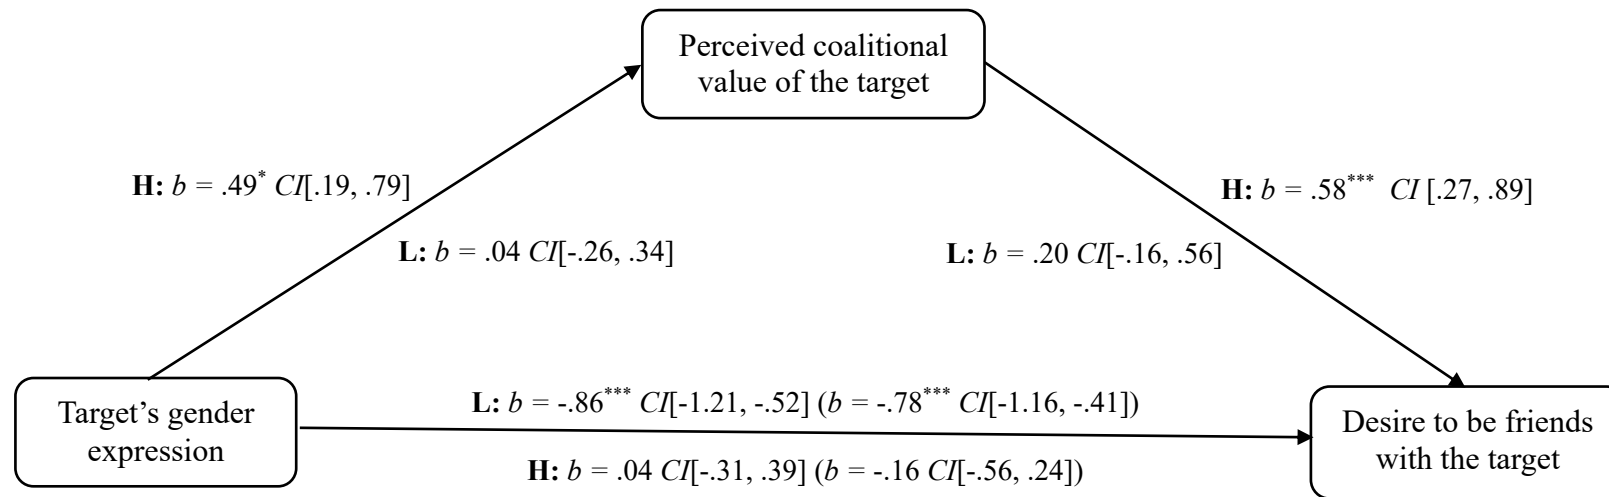 Perceived coalitional
value of the target
H: b = .49* CI[.19, .79]
H: b = .58*** CI [.27, .89]
L: b = .04 CI[-.26, .34]
L: b = .20 CI[-.16, .56]
Target’s gender
expression
L: b = -.86*** CI[-1.21, -.52] (b = -.78*** CI[-1.16, -.41])
H: b = .04 CI[-.31, .39] (b = -.16 CI[-.56, .24])
Desire to be friends
with the target